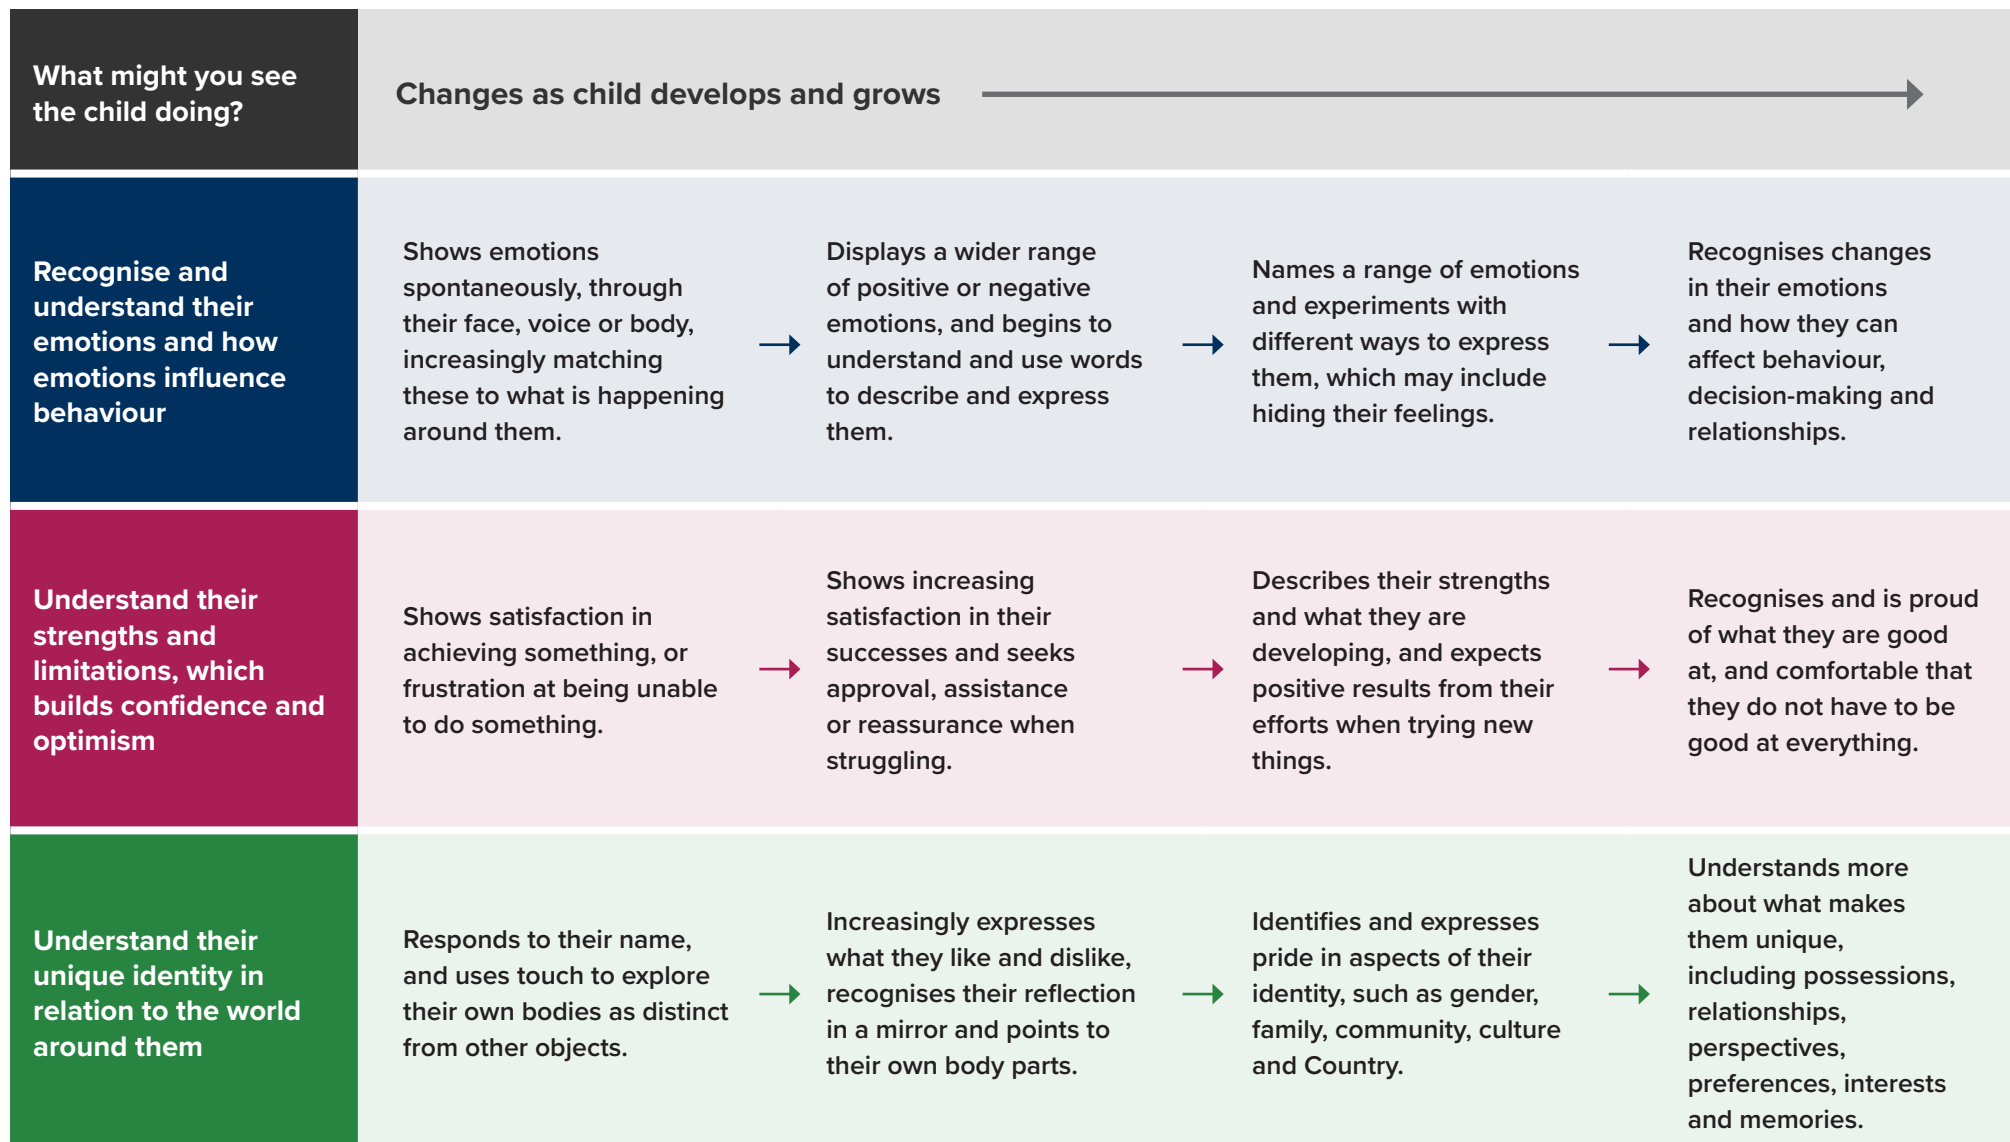 What might you see
the child doing?
Changes as child develops and grows
Recognise and
understand their
emotions and how
emotions influence
behaviour
Shows emotions
spontaneously, through
their face, voice or body,
increasingly matching
these to what is happening
around them.
Displays a wider range
of positive or negative
emotions, and begins to
understand and use words
to describe and express
them.
Names a range of emotions
and experiments with
different ways to express
them, which may include
hiding their feelings.
Recognises changes
in their emotions
and how they can
affect behaviour,
decision-making and
relationships.
Understand their
strengths and
limitations, which
builds confidence and
optimism
Shows satisfaction in
achieving something, or
frustration at being unable
to do something.
Shows increasing
satisfaction in their
successes and seeks
approval, assistance
or reassurance when
struggling.
Describes their strengths
and what they are
developing, and expects
positive results from their
efforts when trying new
things.
Recognises and is proud
of what they are good
at, and comfortable that
they do not have to be
good at everything.
Understand their
unique identity in
relation to the world
around them
Responds to their name,
and uses touch to explore
their own bodies as distinct
from other objects.
Increasingly expresses
what they like and dislike,
recognises their reflection
in a mirror and points to
their own body parts.
Identifies and expresses
pride in aspects of their
identity, such as gender,
family, community, culture
and Country.
Understands more
about what makes
them unique,
including possessions,
relationships,
perspectives,
preferences, interests
and memories.